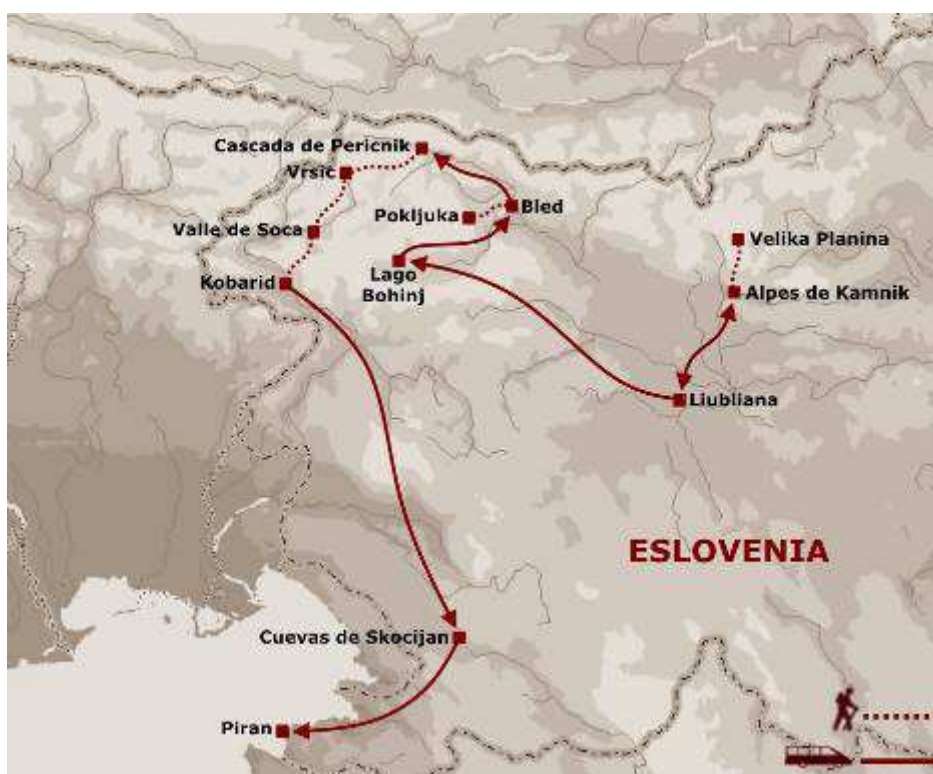 Cascada de Pericnik
Vrsic
Pokljuka
Bled
Valle de Soca
Velika Planina
Kobarid
Lago
Bohinj
Alpes de Kamnik
Liubliana
ESLOVENIA
Cuevas de Skocijan
Piran